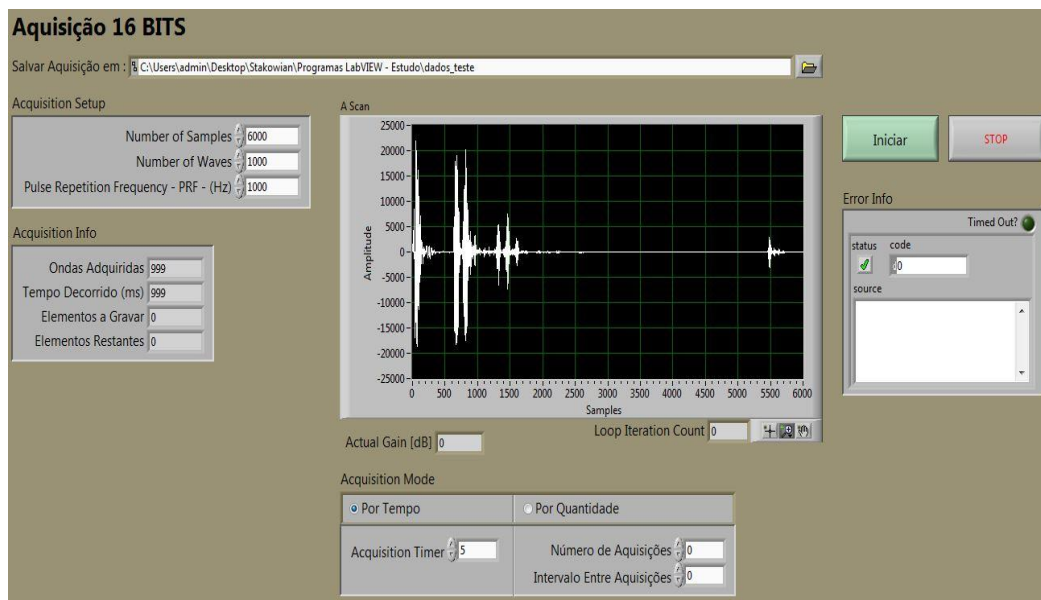 Aquisição 16 BITS
Salvar Aquisição em : C:\Users\admin\Desktop\Stakowian\Programas LabVIEW - Estudo\dados_teste
Acquisition Setup
Number of Samples 6000
Number of Waves 1000
Pulse Repetition Frequency - PRF - (Hz) 1000
Acquisition Info
Ondas Adquiridas 999
Tempo Decorrido (ms) 999
Elementos a Gravar 0
Elementos Restantes 0
A Scan
Amplitude
25000
20000
15000
10000
5000
0
-5000
-10000
-15000
-20000
-25000
0 500 1000 1500 2000 2500 3000 3500 4000 4500 5000 5500 6000
Samples
Actual Gain [dB] 0
Loop Iteration Count 0
Acquisition Mode
Por Tempo Por Quantidade
Acquisition Timer 5
Número de Aquisições 0
Intervalo Entre Aquisições 0
Iniciar STOP
Error Info
Timed Out?
status code
d0
source